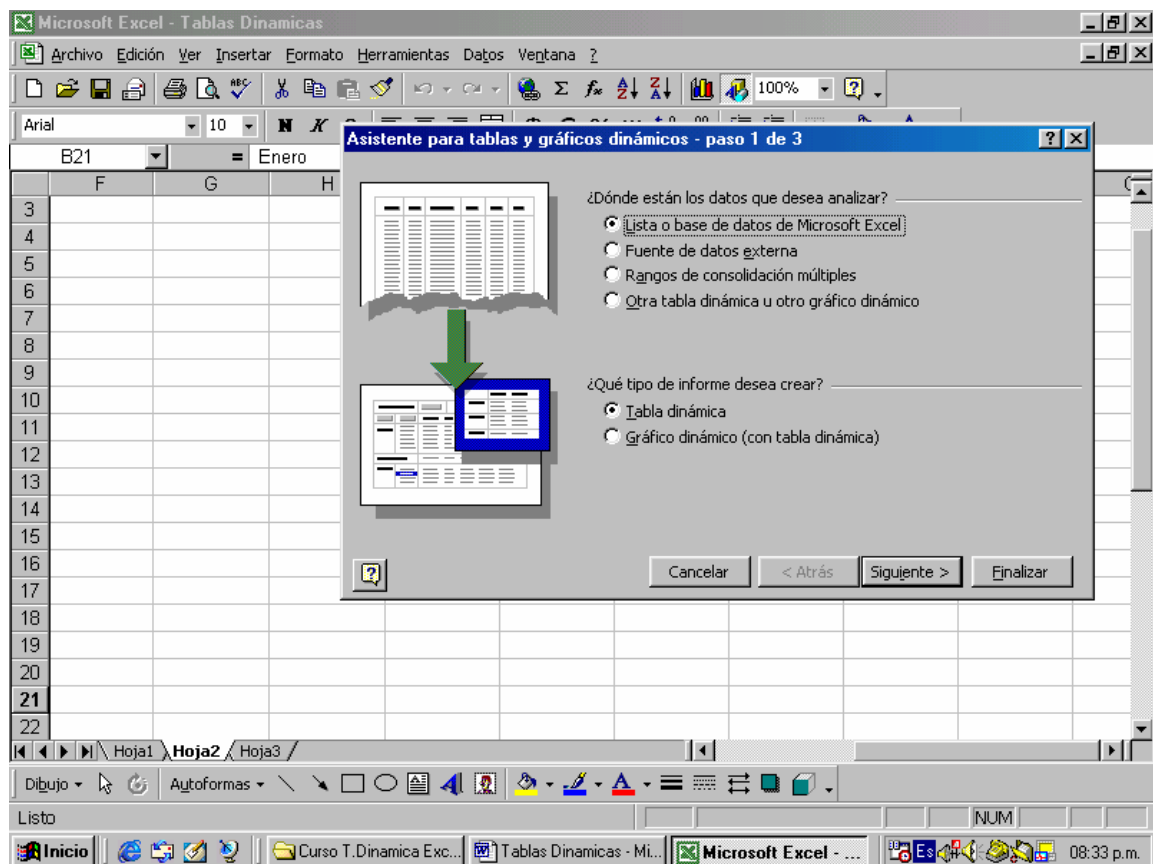 Microsoft Excel - Tablas Dinamicas
Archivo Edición Ver Insertar Formato Herramientas Datos Ventana ?
ABC Σ fx A Z Z A 100% ?
Arial 10 N K
B21 = Enero
Asistente para tablas y gráficos dinámicos - paso 1 de 3
F G H
3
4
5
6
7
8
9
10
11
12
13
14
15
16
17
18
19
20
21
22
¿Dónde están los datos que desea analizar?
Lista o base de datos de Microsoft Excel
Fuente de datos externa
Rangos de consolidación múltiples
Otra tabla dinámica u otro gráfico dinámico
¿Qué tipo de informe desea crear?
Tabla dinámica
Gráfico dinámico (con tabla dinámica)
Cancelar < Atrás Siguiente > Finalizar
Hoja1 Hoja2 Hoja3
Dibujo Autoformas
Listo NUM
Inicio Curso T.Dinamica Exc... Tablas Dinamicas - Mi... Microsoft Excel - ... Es 08:33 p.m.